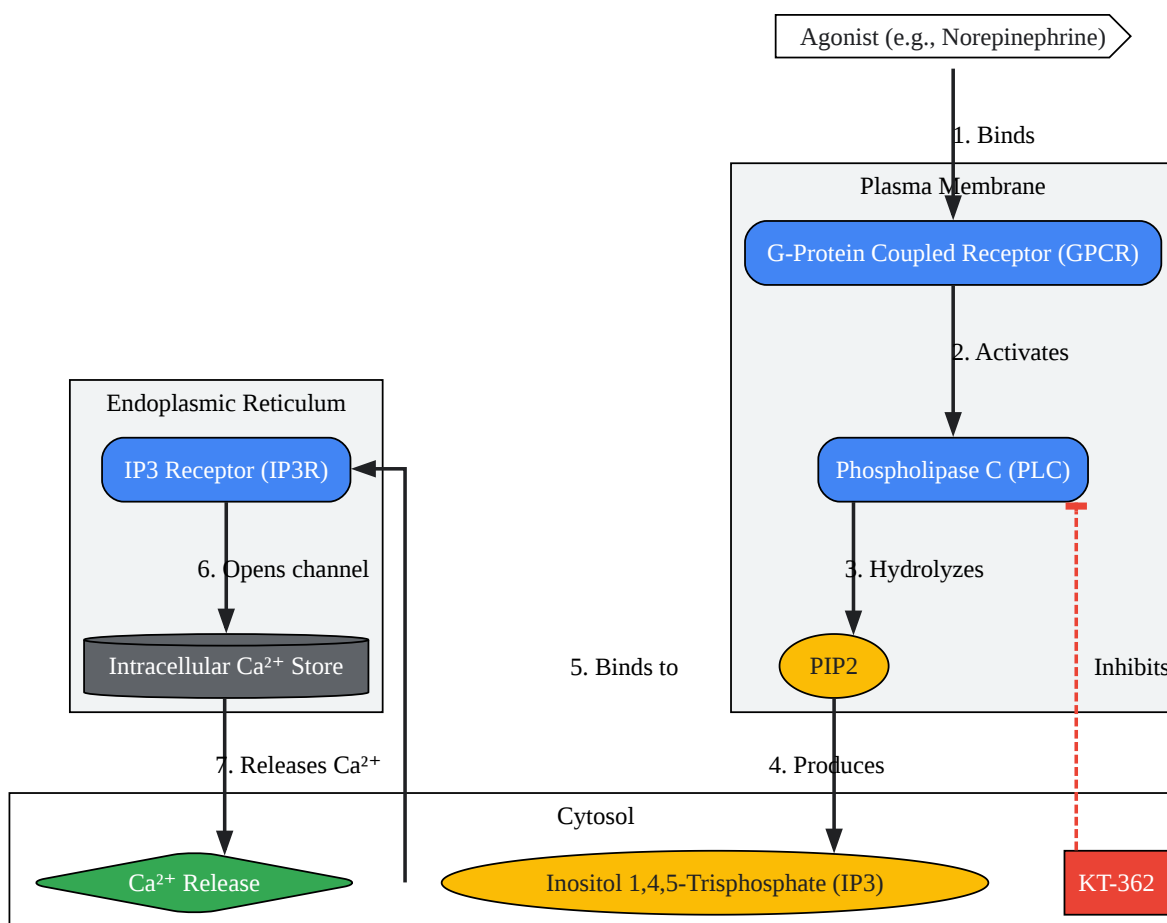 Agonist (e.g., Norepinephrine)
1. Binds
Plasma Membrane
G-Protein Coupled Receptor (GPCR)
2. Activates
Endoplasmic Reticulum
IP3 Receptor (IP3R)
Phospholipase C (PLC)
6. Opens channel
3. Hydrolyzes
Intracellular Ca²⁺ Store
5. Binds to
PIP2
Inhibits
7. Releases Ca²⁺
4. Produces
Cytosol
Ca²⁺ Release
Inositol 1,4,5-Trisphosphate (IP3)
KT-362